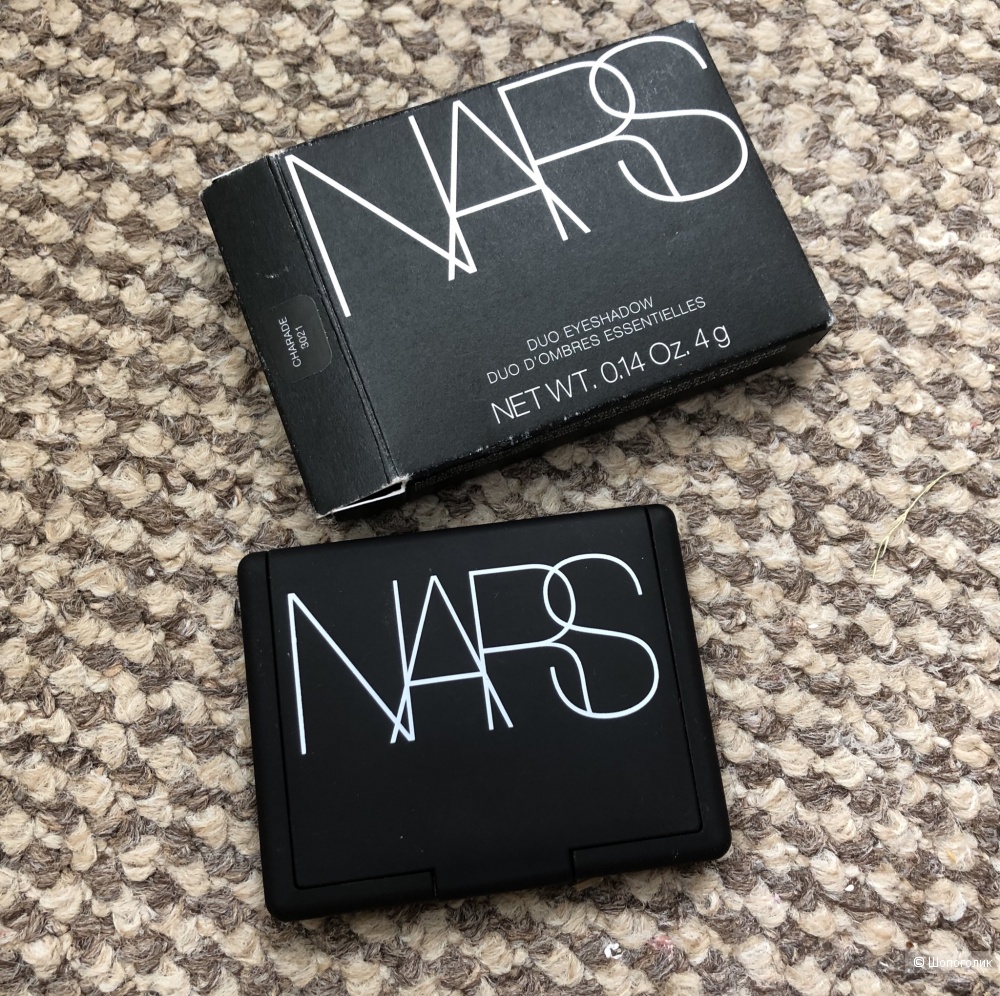 NARS
CHARADE
3021
DUO EYESHADOW
DUO D'OMBRES ESSENTIELLES
NET WT. 0.14 Oz. 4 g
NARS
© Шопоголик